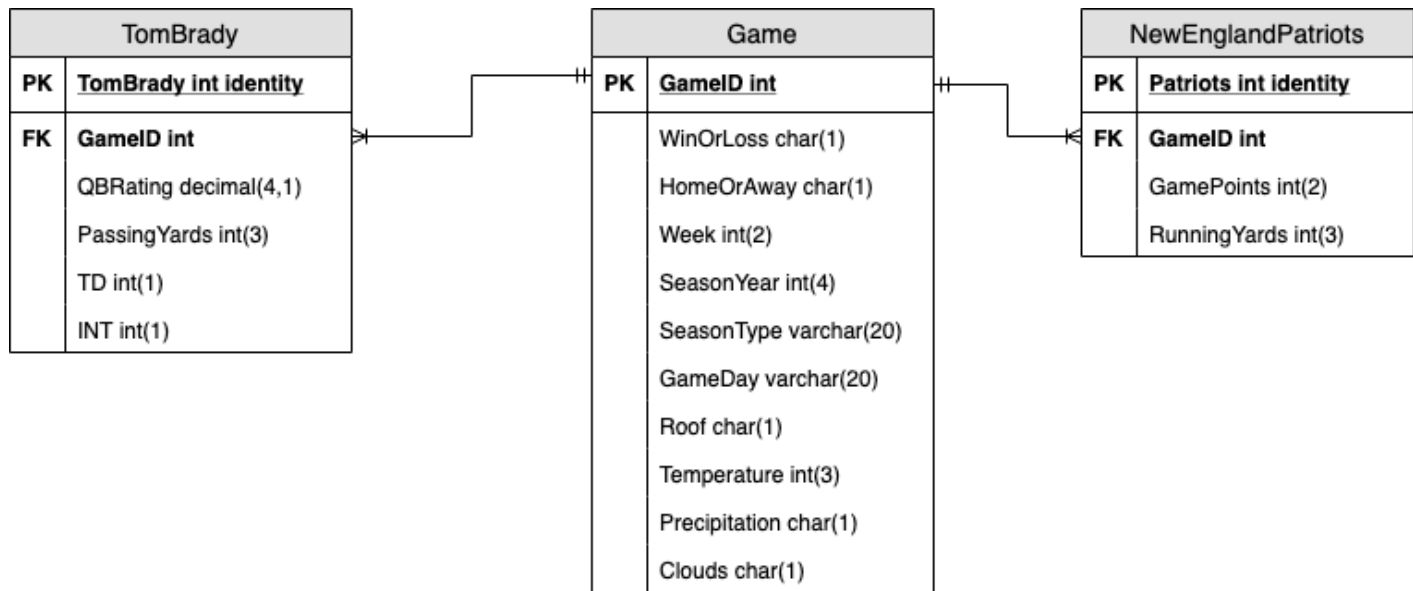 TomBrady
PK TomBrady int identity
FK GameID int
QBRating decimal(4,1)
PassingYards int(3)
TD int(1)
INT int(1)
Game
PK GameID int
WinOrLoss char(1)
HomeOrAway char(1)
Week int(2)
SeasonYear int(4)
SeasonType varchar(20)
GameDay varchar(20)
Roof char(1)
Temperature int(3)
Precipitation char(1)
Clouds char(1)
NewEnglandPatriots
PK Patriots int identity
FK GameID int
GamePoints int(2)
RunningYards int(3)